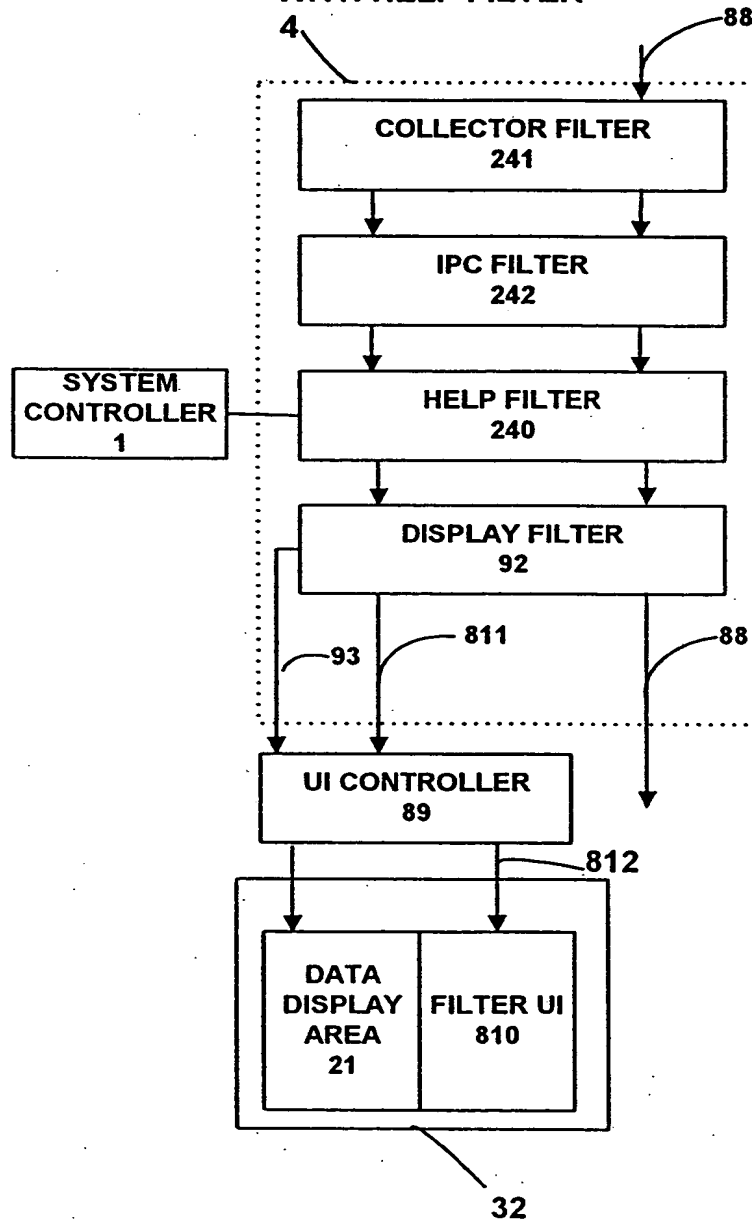 4
88
COLLECTOR FILTER
241
IPC FILTER
242
SYSTEM
CONTROLLER
1
HELP FILTER
240
DISPLAY FILTER
92
93
811
88
UI CONTROLLER
89
812
DATA
DISPLAY
AREA
21
FILTER UI
810
32